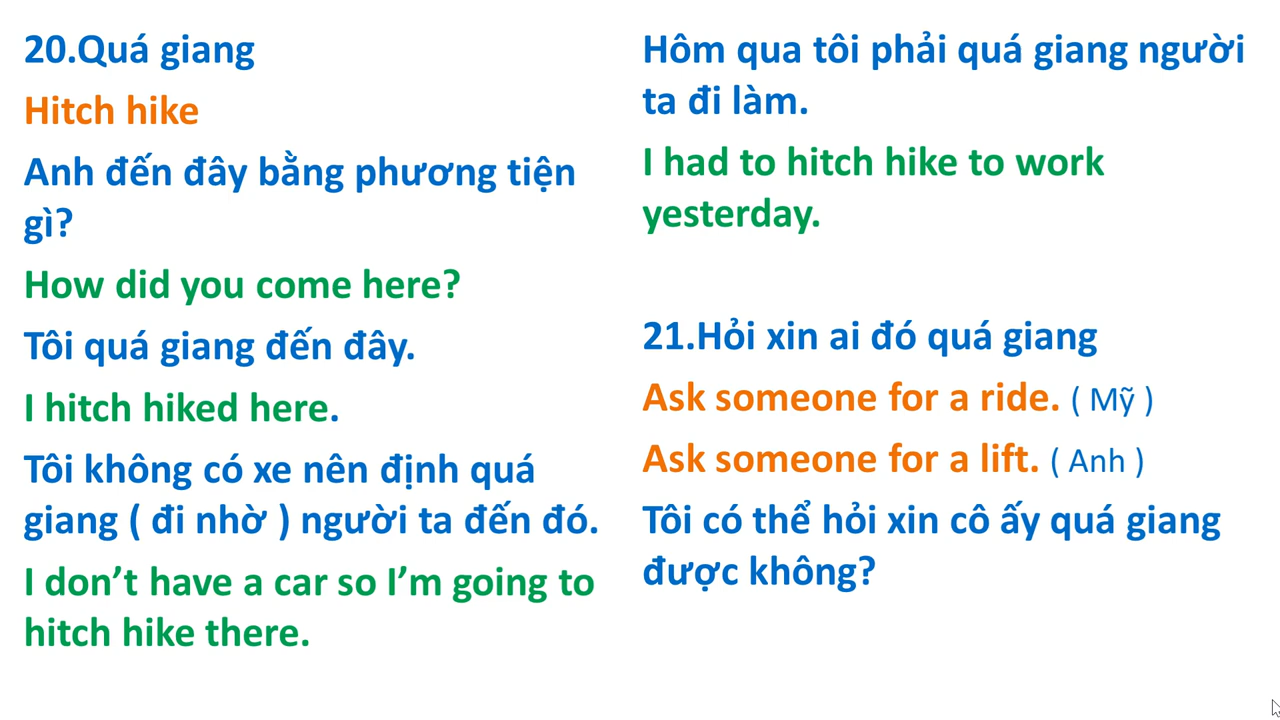 20.Quá giang
Hitch hike
Anh đến đây bằng phương tiện
gì?
How did you come here?
Tôi quá giang đến đây.
I hitch hiked here.
Tôi không có xe nên định quá
giang ( đi nhờ ) người ta đến đó.
I don’t have a car so I’m going to
hitch hike there.
Hôm qua tôi phải quá giang người
ta đi làm.
I had to hitch hike to work
yesterday.
21.Hỏi xin ai đó quá giang
Ask someone for a ride. ( Mỹ )
Ask someone for a lift. ( Anh )
Tôi có thể hỏi xin cô ấy quá giang
được không?